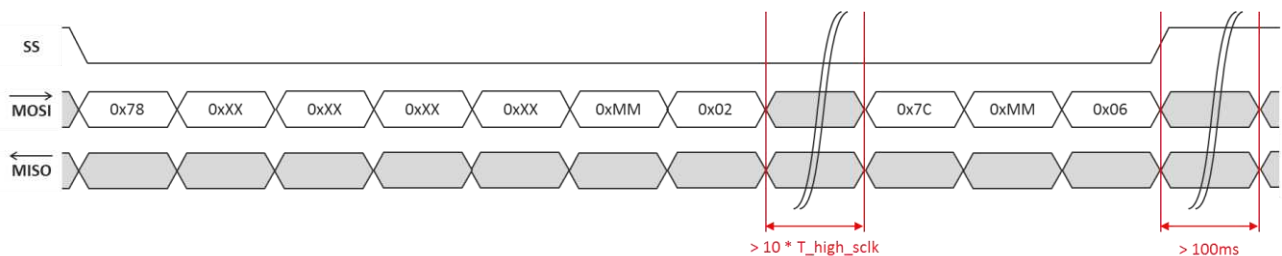 SS
MOSI 0x78 0xXX 0xXX 0xXX 0xXX 0xMM 0x02 0x7C 0xMM 0x06
MISO
> 10 * T_high_sclk > 100ms